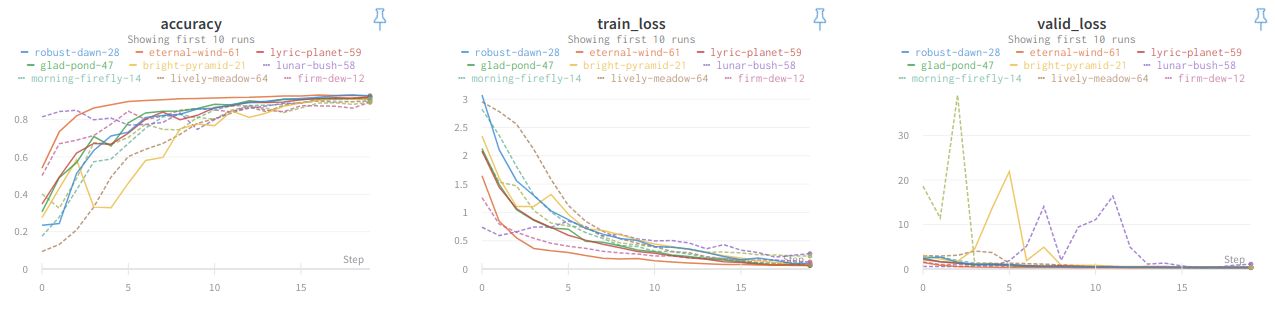 accuracy
Showing first 10 runs
robust-dawn-28 eternal-wind-61 lyric-planet-59
glad-pond-47 bright-pyramid-21 lunar-bush-58
morning-firefly-14 lively-meadow-64 firm-dew-12
0.8
0.6
0.4
0.2
0
Step
0 5 10 15
train_loss
Showing first 10 runs
robust-dawn-28 eternal-wind-61 lyric-planet-59
glad-pond-47 bright-pyramid-21 lunar-bush-58
morning-firefly-14 lively-meadow-64 firm-dew-12
3
2.5
2
1.5
1
0.5
0
Step
0 5 10 15
valid_loss
Showing first 10 runs
robust-dawn-28 eternal-wind-61 lyric-planet-59
glad-pond-47 bright-pyramid-21 lunar-bush-58
morning-firefly-14 lively-meadow-64 firm-dew-12
30
20
10
0
Step
0 5 10 15